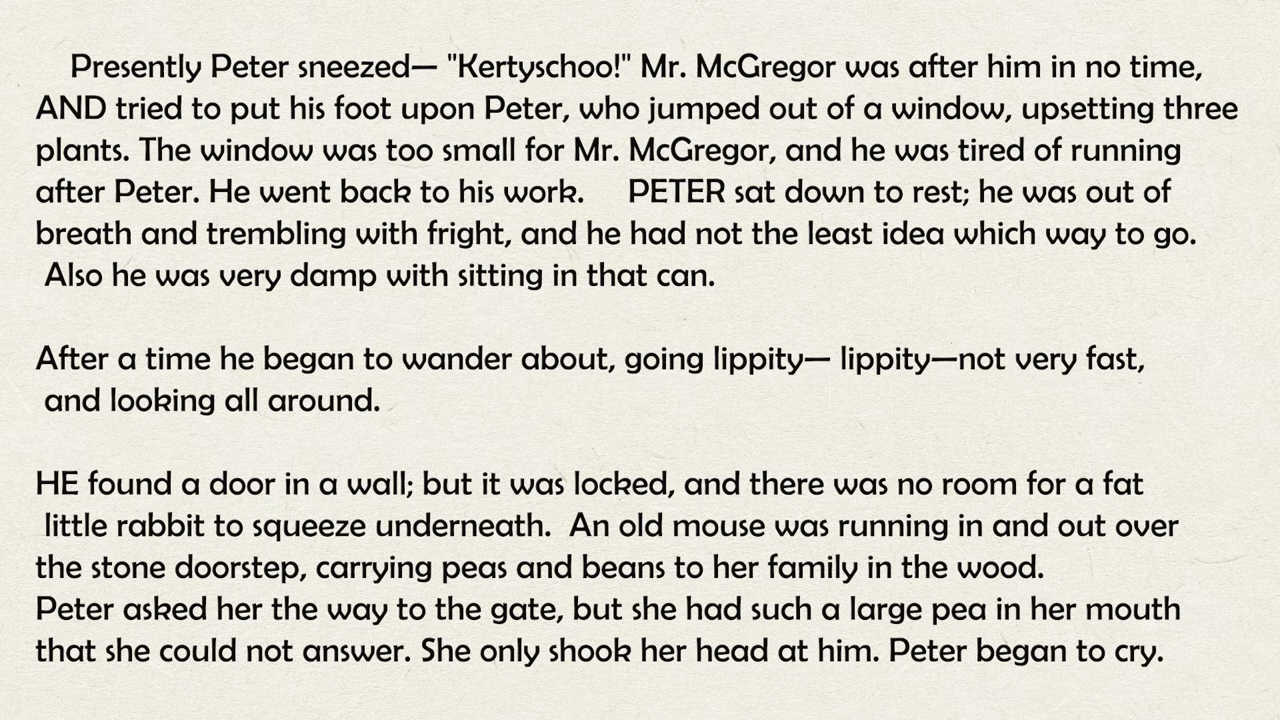 Presently Peter sneezed— "Kertyschoo!" Mr. McGregor was after him in no time,
AND tried to put his foot upon Peter, who jumped out of a window, upsetting three
plants. The window was too small for Mr. McGregor, and he was tired of running
after Peter. He went back to his work.     PETER sat down to rest; he was out of
breath and trembling with fright, and he had not the least idea which way to go.
Also he was very damp with sitting in that can.
After a time he began to wander about, going lippity— lippity—not very fast,
and looking all around.
HE found a door in a wall; but it was locked, and there was no room for a fat
little rabbit to squeeze underneath.  An old mouse was running in and out over
the stone doorstep, carrying peas and beans to her family in the wood.
Peter asked her the way to the gate, but she had such a large pea in her mouth
that she could not answer. She only shook her head at him. Peter began to cry.